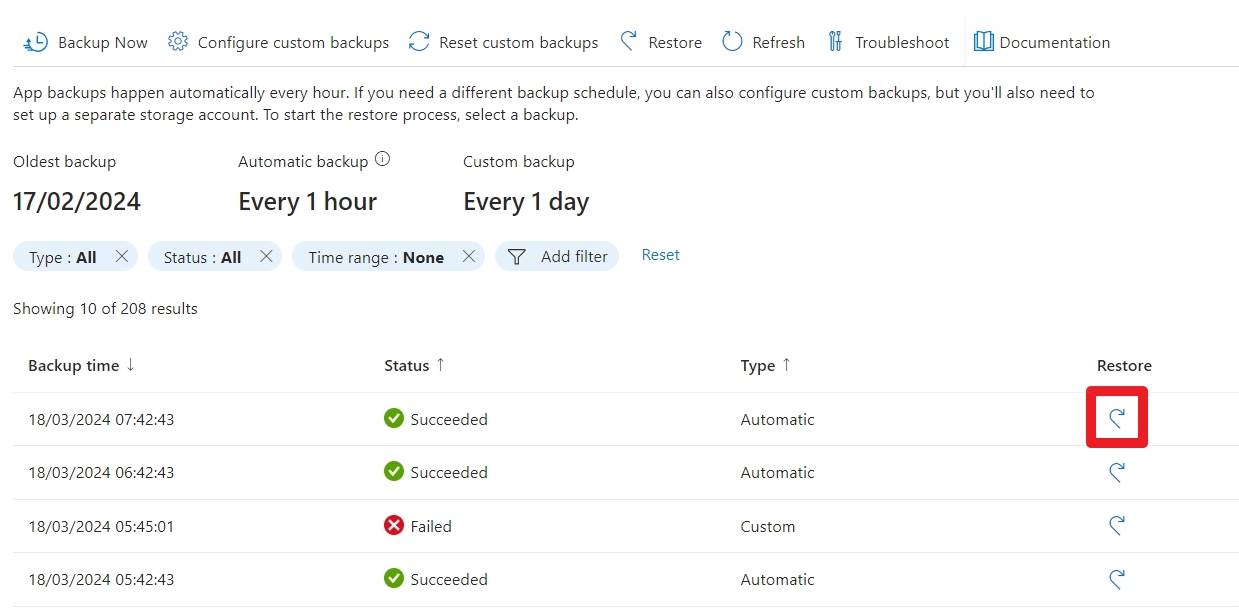 Backup Now Configure custom backups Reset custom backups Restore Refresh Troubleshoot Documentation
App backups happen automatically every hour. If you need a different backup schedule, you can also configure custom backups, but you'll also need to
set up a separate storage account. To start the restore process, select a backup.
Oldest backup Automatic backup Custom backup
17/02/2024 Every 1 hour Every 1 day
Type : All Status : All Time range : None Add filter Reset
Showing 10 of 208 results
Backup time ↓ Status ↑ Type ↑ Restore
18/03/2024 07:42:43 Succeeded Automatic
18/03/2024 06:42:43 Succeeded Automatic
18/03/2024 05:45:01 Failed Custom
18/03/2024 05:42:43 Succeeded Automatic